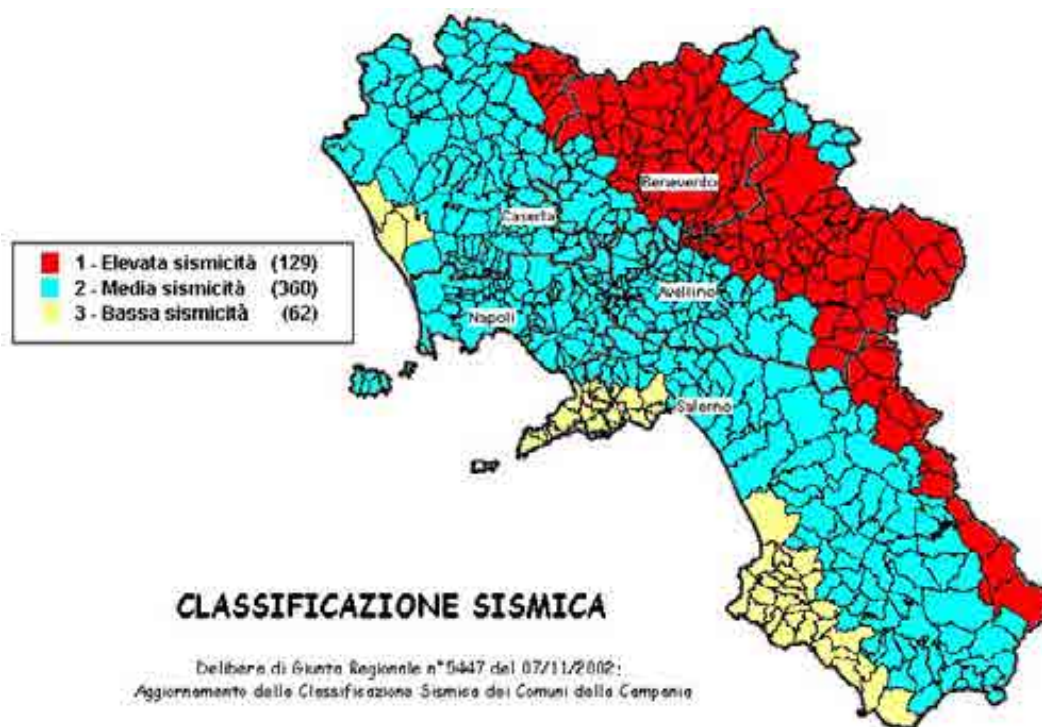 Benevento
Caserta
1 - Elevata sismicità (129)
2 - Media sismicità (360)
3 - Bassa sismicità (62)
Avellino
Napoli
Salerno
CLASSIFICAZIONE SISMICA
Delibera di Giunta Regionale n°5447 del 07/11/2002:
Aggiornamento della Classificazione Sismica dei Comuni della Campania